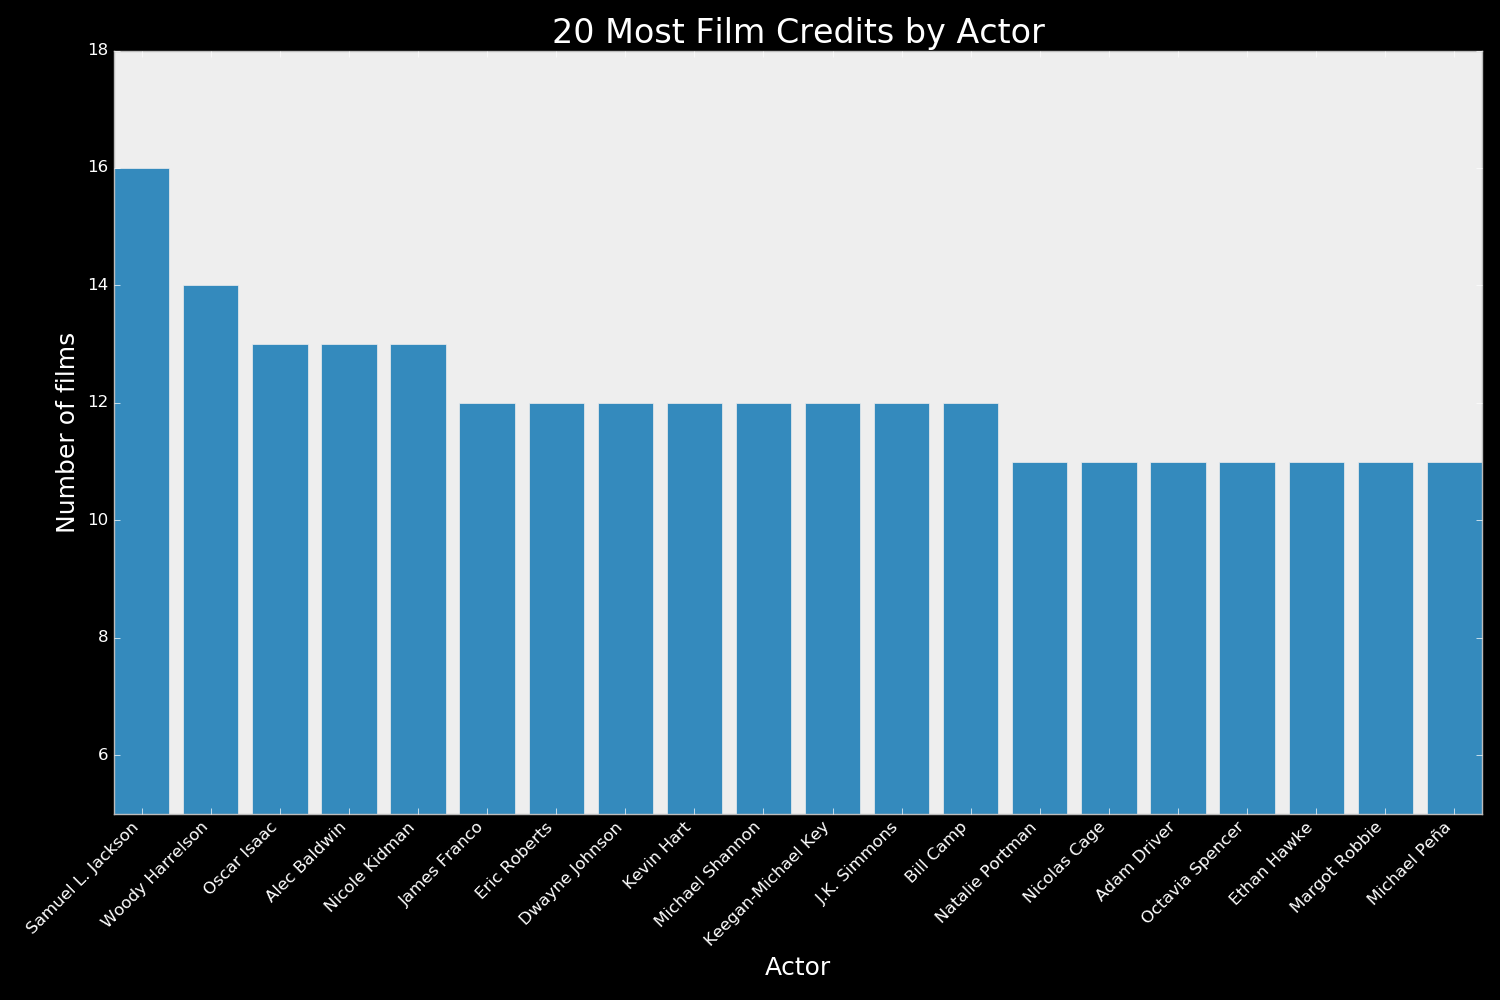 20 Most Film Credits by Actor
Number of films
18
16
14
12
10
8
6
Samuel L. Jackson
Woody Harrelson
Oscar Isaac
Alec Baldwin
Nicole Kidman
James Franco
Eric Roberts
Dwayne Johnson
Kevin Hart
Michael Shannon
Keegan-Michael Key
J.K. Simmons
Bill Camp
Natalie Portman
Nicolas Cage
Adam Driver
Octavia Spencer
Ethan Hawke
Margot Robbie
Michael Peña
Actor